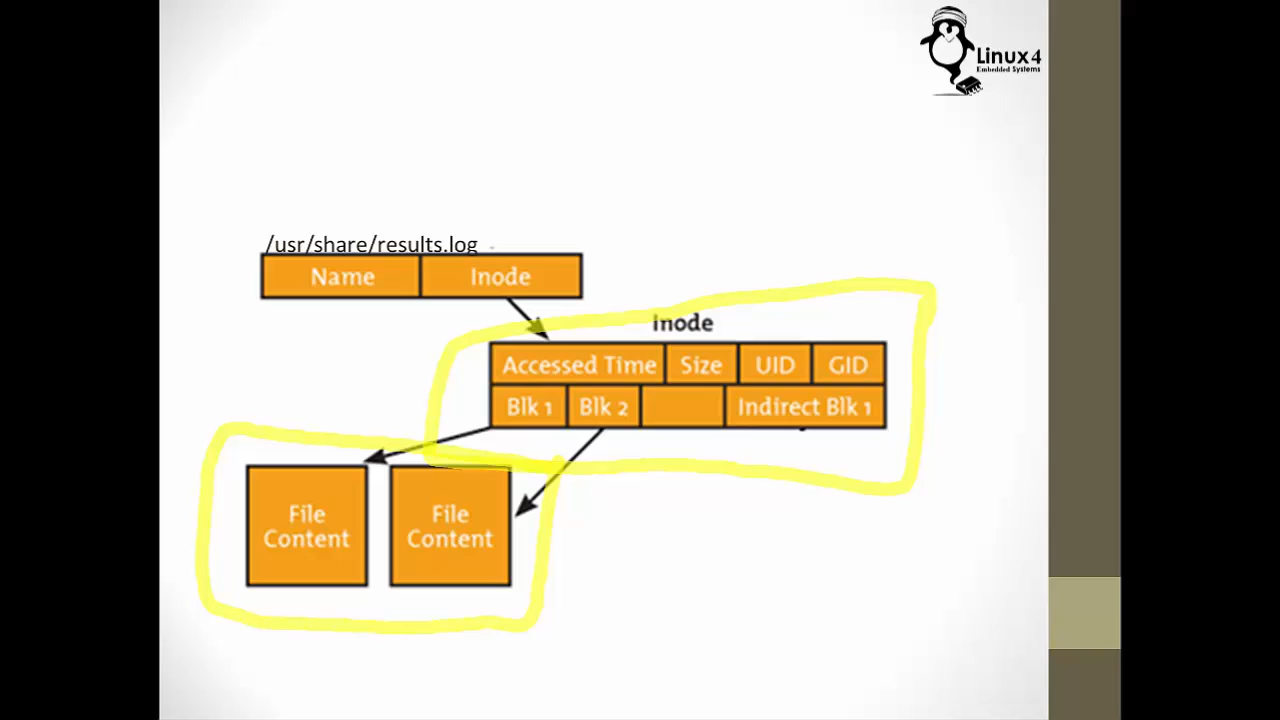 Linux4
Embedded Systems
/usr/share/results.log
Name Inode
Inode
Accessed Time Size UID GID
Blk 1 Blk 2 Indirect Blk 1
File Content
File Content